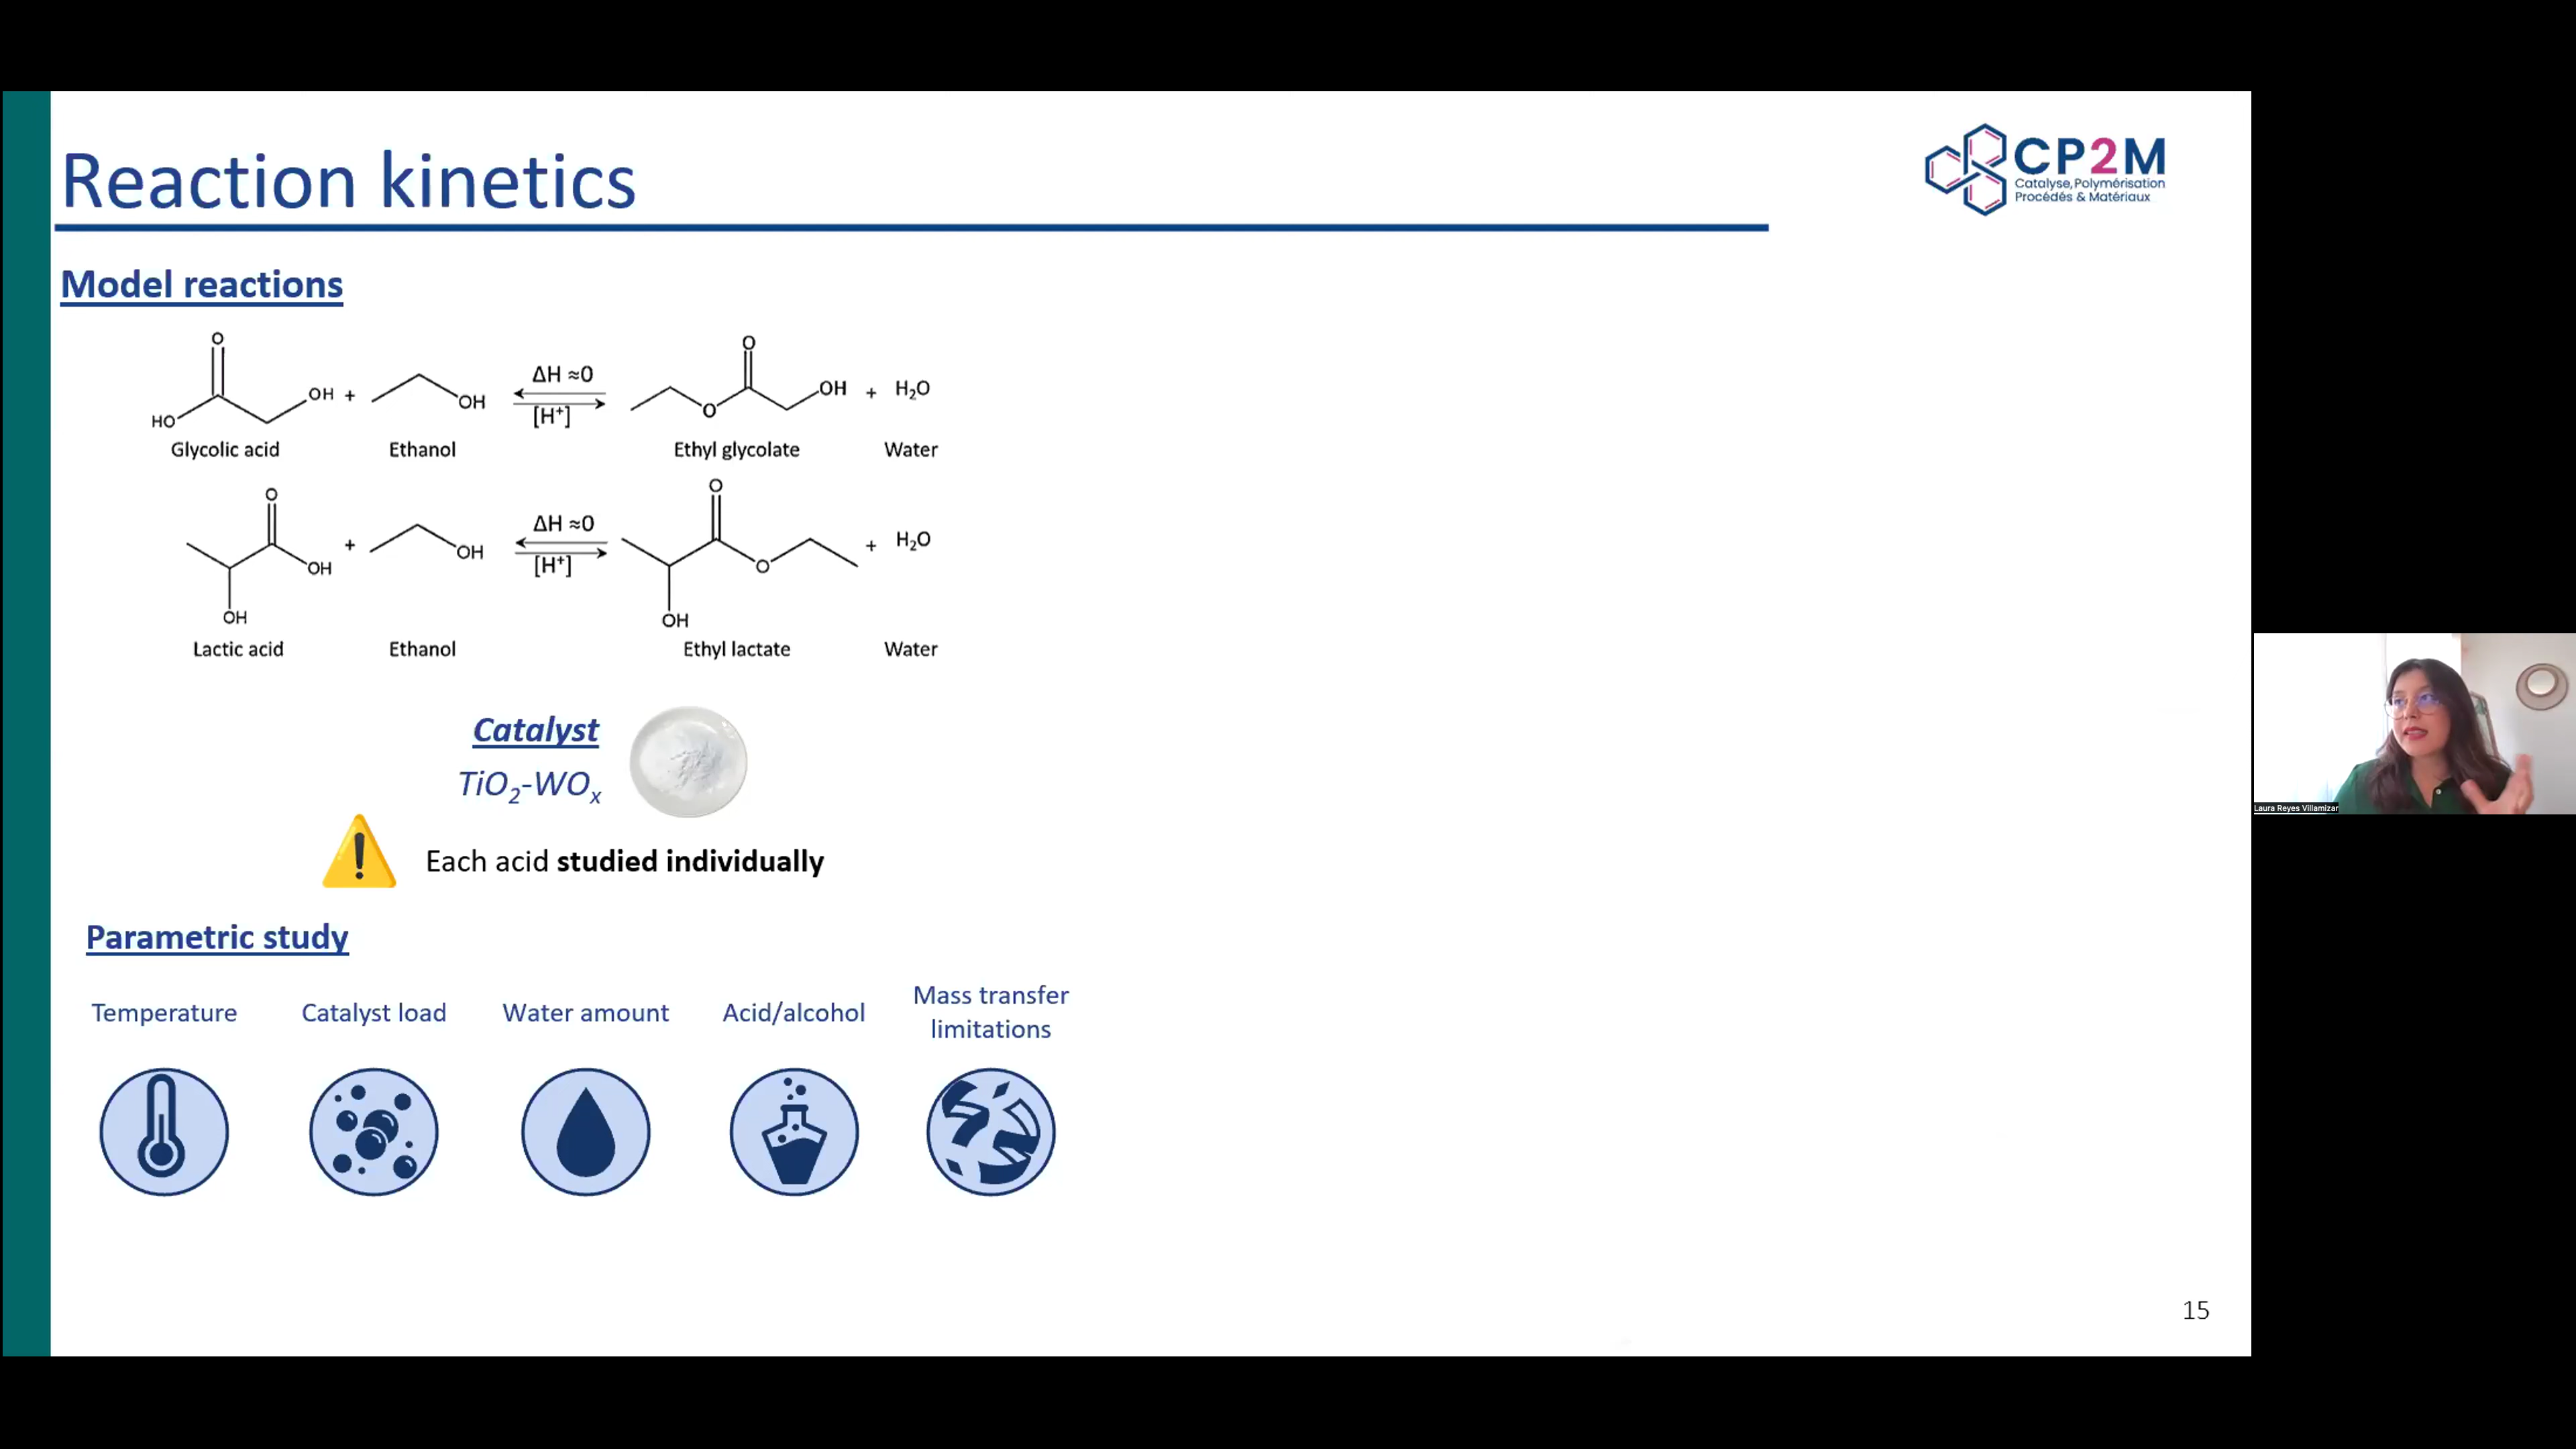 Reaction kinetics
CP2M
Catalyse, Polymérisation
Procédés & Matériaux
Model reactions
O
HO
OH
+
OH
ΔH ≈0
[H⁺]
O
O
OH
+
H₂O
Glycolic acid
Ethanol
Ethyl glycolate
Water
O
OH
OH
+
OH
ΔH ≈0
[H⁺]
O
O
OH
+
H₂O
Lactic acid
Ethanol
Ethyl lactate
Water
Catalyst
TiO₂-WOₓ
Each acid studied individually
Parametric study
Temperature
Catalyst load
Water amount
Acid/alcohol
Mass transfer
limitations
15
Laura Reyes Villamizar